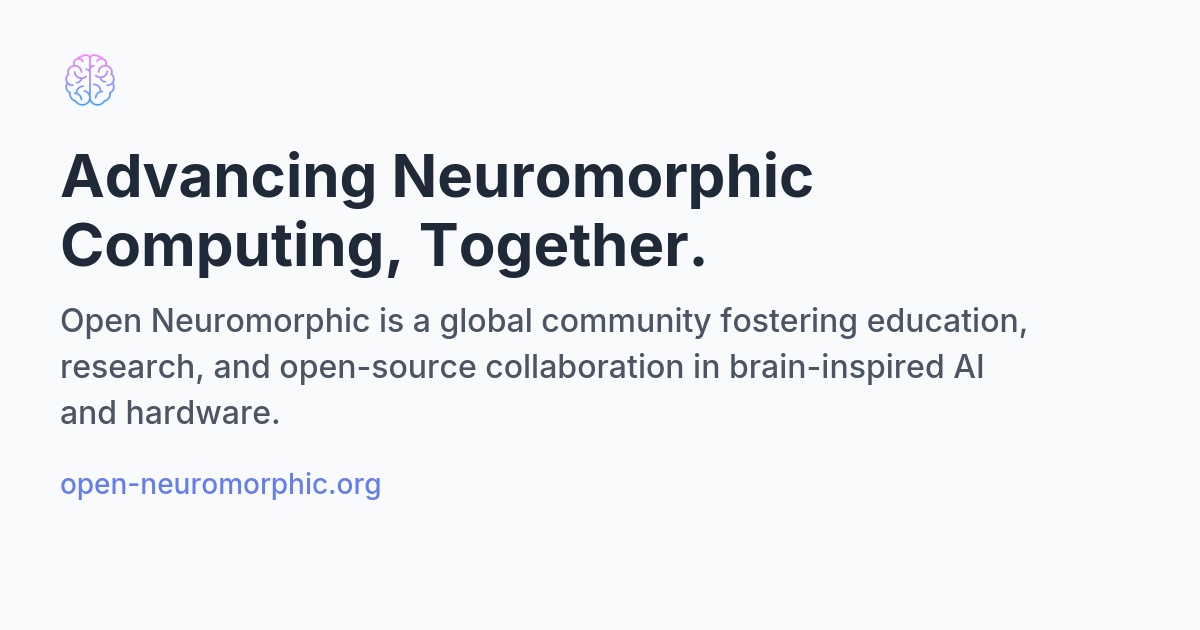 Advancing Neuromorphic
Computing, Together.
Open Neuromorphic is a global community fostering education,
research, and open-source collaboration in brain-inspired AI
and hardware.
open-neuromorphic.org